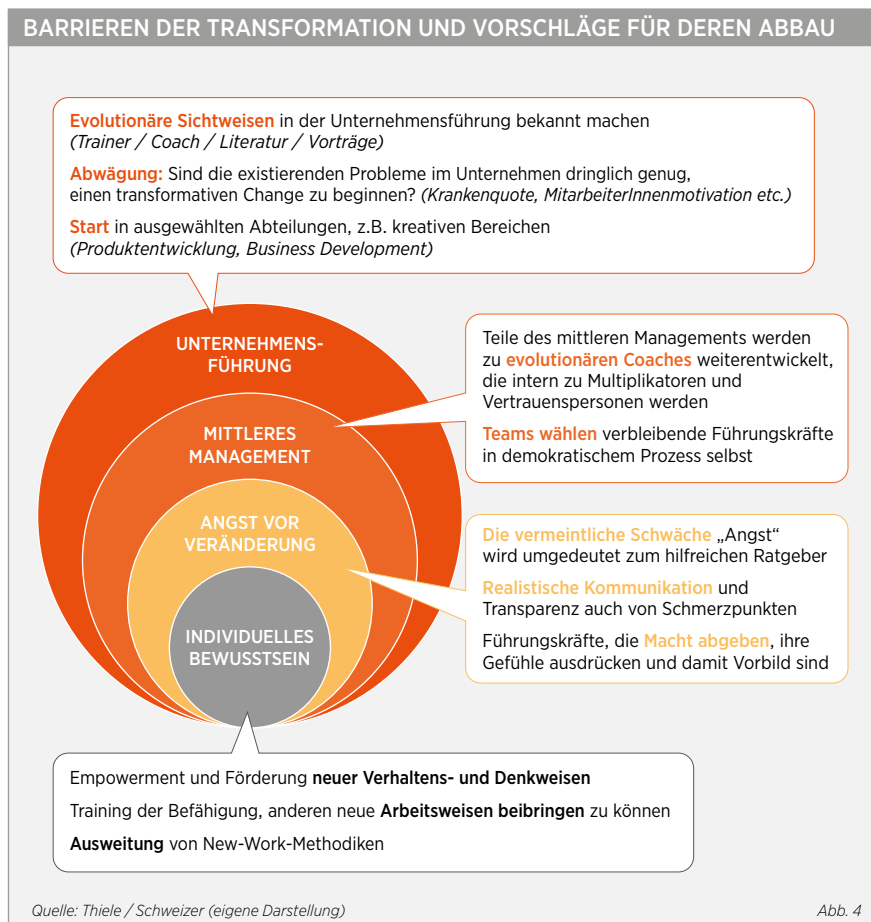 BARRIEREN DER TRANSFORMATION UND VORSCHLÄGE FÜR DEREN ABBAU
Evolutionäre Sichtweisen in der Unternehmensführung bekannt machen
(Trainer / Coach / Literatur / Vorträge)
Abwägung: Sind die existierenden Probleme im Unternehmen dringlich genug,
einen transformativen Change zu beginnen? (Krankenquote, MitarbeiterInnenmotivation etc.)
Start in ausgewählten Abteilungen, z.B. kreativen Bereichen
(Produktentwicklung, Business Development)
UNTERNEHMENS-
FÜHRUNG
Teile des mittleren Managements werden
zu evolutionären Coaches weiterentwickelt,
die intern zu Multiplikatoren und
Vertrauenspersonen werden
Teams wählen verbleibende Führungskräfte
in demokratischem Prozess selbst
MITTLERES
MANAGEMENT
ANGST VOR
VERÄNDERUNG
Die vermeintliche Schwäche „Angst“
wird umgedeutet zum hilfreichen Ratgeber
Realistische Kommunikation und
Transparenz auch von Schmerzpunkten
Führungskräfte, die Macht abgeben, ihre
Gefühle ausdrücken und damit Vorbild sind
INDIVIDUELLES
BEWUSSTSEIN
Empowerment und Förderung neuer Verhaltens- und Denkweisen
Training der Befähigung, anderen neue Arbeitsweisen beibringen zu können
Ausweitung von New-Work-Methodiken
Quelle: Thiele / Schweizer (eigene Darstellung)
Abb. 4